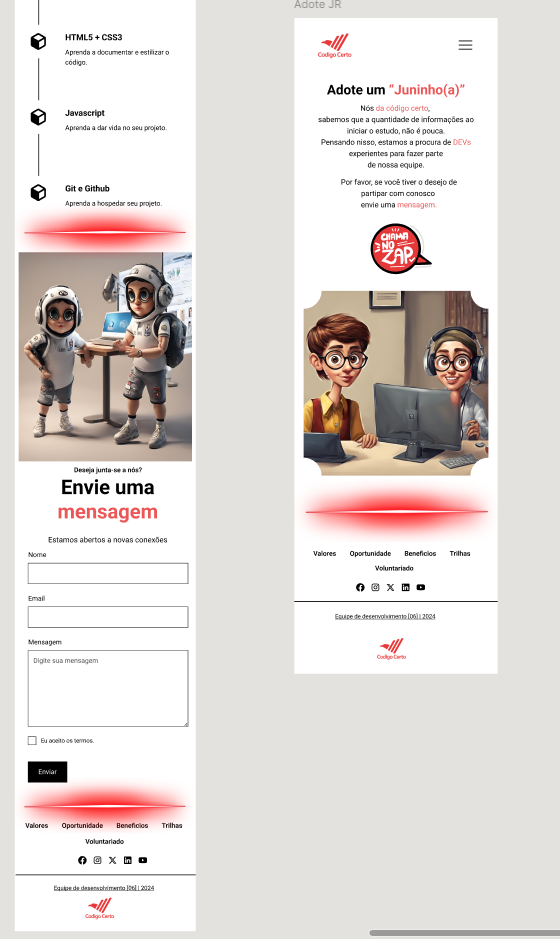 HTML5 + CSS3
Aprenda a documentar e estilizar o
código.
Javascript
Aprenda a dar vida no seu projeto.
Git e Github
Aprenda a hospedar seu projeto.
Deseja junta-se a nós?
Envie uma
mensagem
Estamos abertos a novas conexões
Nome
Email
Mensagem
Digite sua mensagem
Eu aceito os termos.
Enviar
Valores Oportunidade Beneficios Trilhas
Voluntariado
Equipe de desenvolvimento [06] | 2024
Codigo Certo
Adote JR
Codigo Certo
Adote um “Juninho(a)”
Nós da código certo,
sabemos que a quantidade de informações ao
iniciar o estudo, não é pouca.
Pensando nisso, estamos a procura de DEVs
experientes para fazer parte
de nossa equipe.
Por favor, se você tiver o desejo de
partipar com conosco
envie uma mensagem.
CHAMA
NO
ZAP
Valores Oportunidade Beneficios Trilhas
Voluntariado
Equipe de desenvolvimento [06] | 2024
Codigo Certo